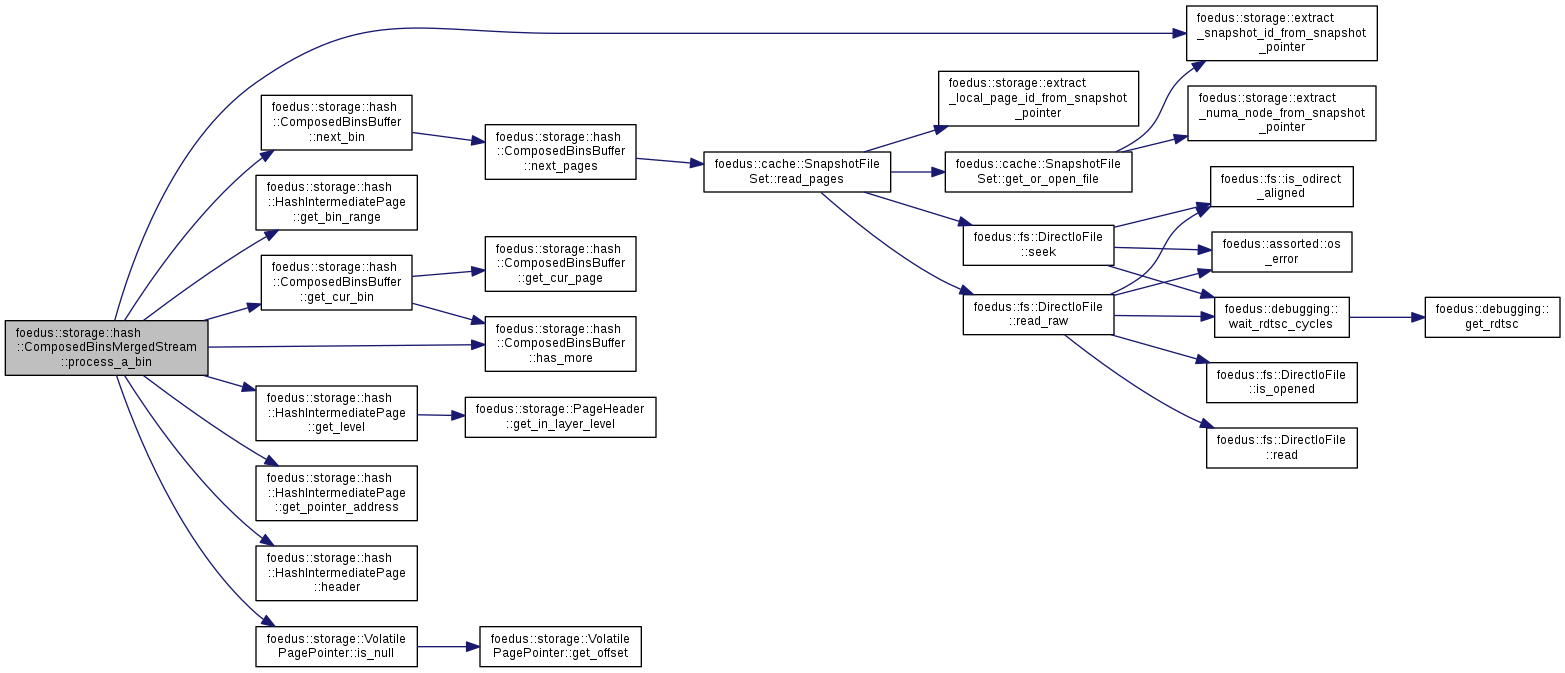 foedus::storage::hash
::ComposedBinsMergedStream
::process_a_bin
foedus::storage::extract
_snapshot_id_from_snapshot
_pointer
foedus::storage::hash
::ComposedBinsBuffer
::next_bin
foedus::storage::hash
::ComposedBinsBuffer
::next_pages
foedus::cache::SnapshotFile
Set::read_pages
foedus::storage::extract
_local_page_id_from_snapshot
_pointer
foedus::cache::SnapshotFile
Set::get_or_open_file
foedus::storage::extract
_numa_node_from_snapshot
_pointer
foedus::fs::DirectIoFile
::seek
foedus::fs::is_odirect
_aligned
foedus::assorted::os
_error
foedus::debugging::
wait_rdtsc_cycles
foedus::debugging::
get_rdtsc
foedus::fs::DirectIoFile
::read_raw
foedus::fs::DirectIoFile
::is_opened
foedus::fs::DirectIoFile
::read
foedus::storage::hash
::HashIntermediatePage
::get_bin_range
foedus::storage::hash
::ComposedBinsBuffer
::get_cur_bin
foedus::storage::hash
::ComposedBinsBuffer
::get_cur_page
foedus::storage::hash
::ComposedBinsBuffer
::has_more
foedus::storage::hash
::HashIntermediatePage
::get_level
foedus::storage::PageHeader
::get_in_layer_level
foedus::storage::hash
::HashIntermediatePage
::get_pointer_address
foedus::storage::hash
::HashIntermediatePage
::header
foedus::storage::Volatile
PagePointer::is_null
foedus::storage::Volatile
PagePointer::get_offset